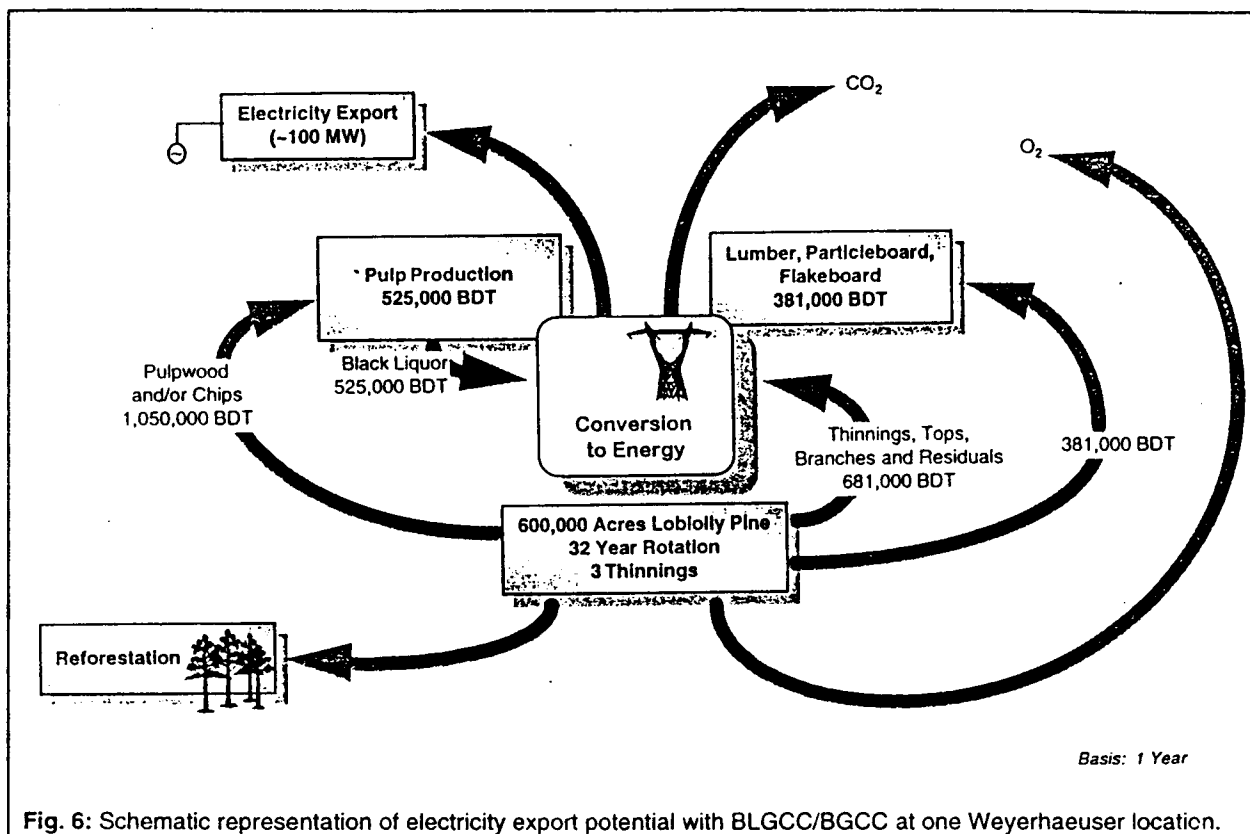 CO₂
Electricity Export
(~100 MW)
O₂
Pulp Production
525,000 BDT
Lumber, Particleboard,
Flakeboard
381,000 BDT
Pulpwood
and/or Chips
1,050,000 BDT
Black Liquor
525,000 BDT
Conversion
to Energy
Thinnings, Tops,
Branches and Residuals
681,000 BDT
381,000 BDT
600,000 Acres Loblolly Pine
32 Year Rotation
3 Thinnings
Reforestation
Basis: 1 Year
Fig. 6: Schematic representation of electricity export potential with BLGCC/BGCC at one Weyerhaeuser location.